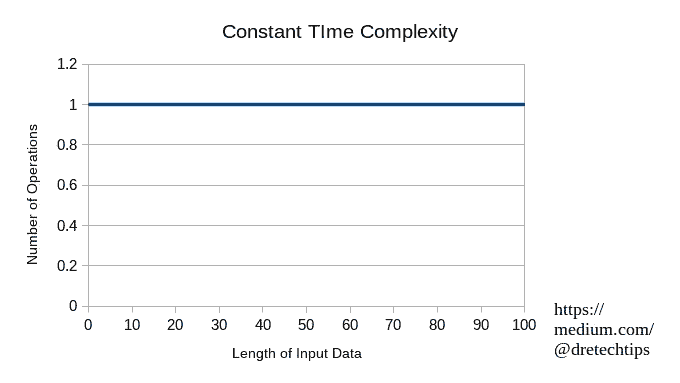 Constant TIme Complexity
1.2
1
0.8
0.6
0.4
0.2
0
Number of Operations
0 10 20 30 40 50 60 70 80 90 100
Length of Input Data
https://
medium.com/
@dretechtips